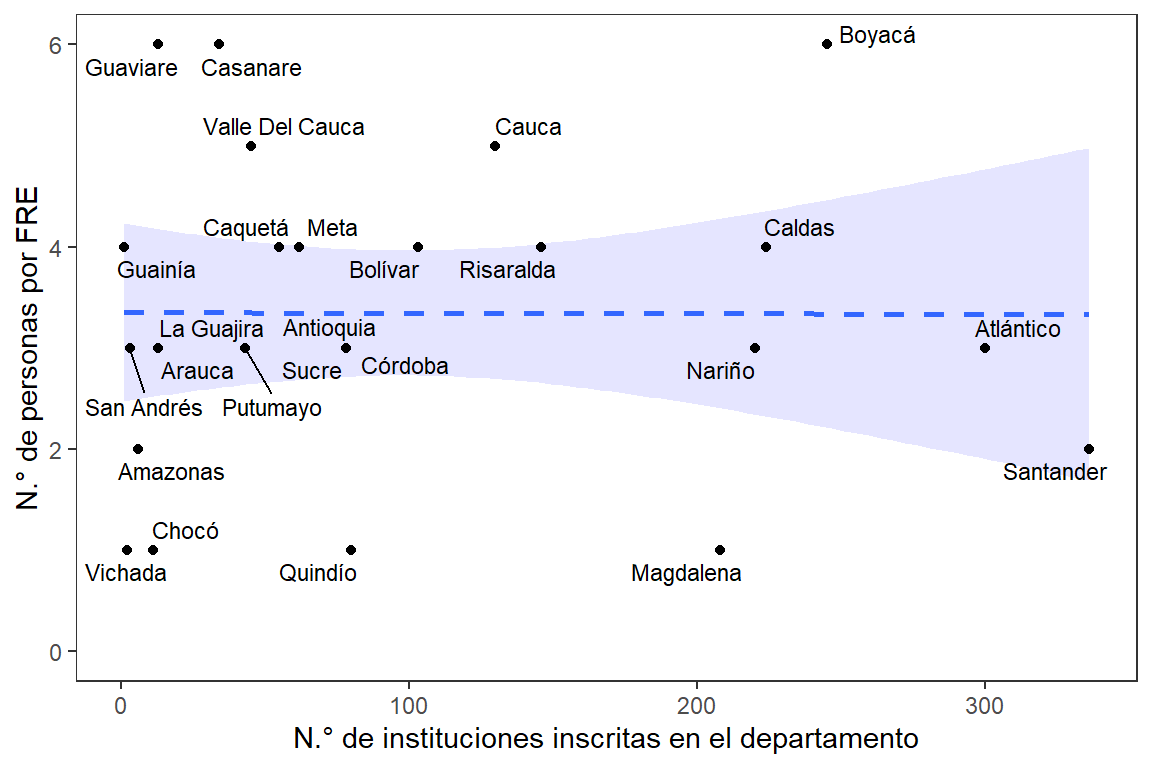 6
Boyacá
Guaviare
Casanare
Valle Del Cauca
Cauca
4
Caquetá
Meta
Caldas
Guainía
Bolívar
Risaralda
La Guajira
Antioquia
Atlántico
Arauca
Sucre
Córdoba
Nariño
San Andrés
Putumayo
2
Amazonas
Santander
Chocó
Vichada
Quindío
Magdalena
0
0
100
200
300
N.° de instituciones inscritas en el departamento
N.° de personas por FRE